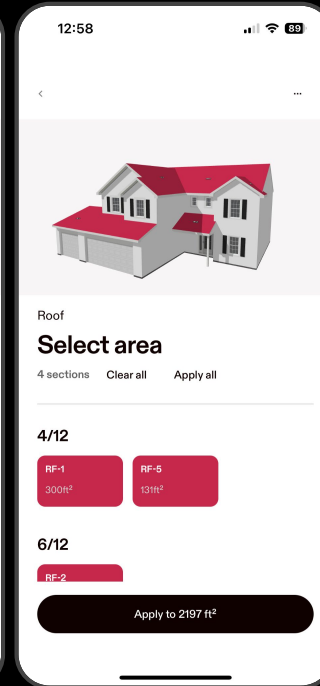 12:58
89
Roof
Select area
4 sections Clear all Apply all
4/12
RF-1 RF-5
300ft² 131ft²
6/12
RF-2
Apply to 2197 ft²